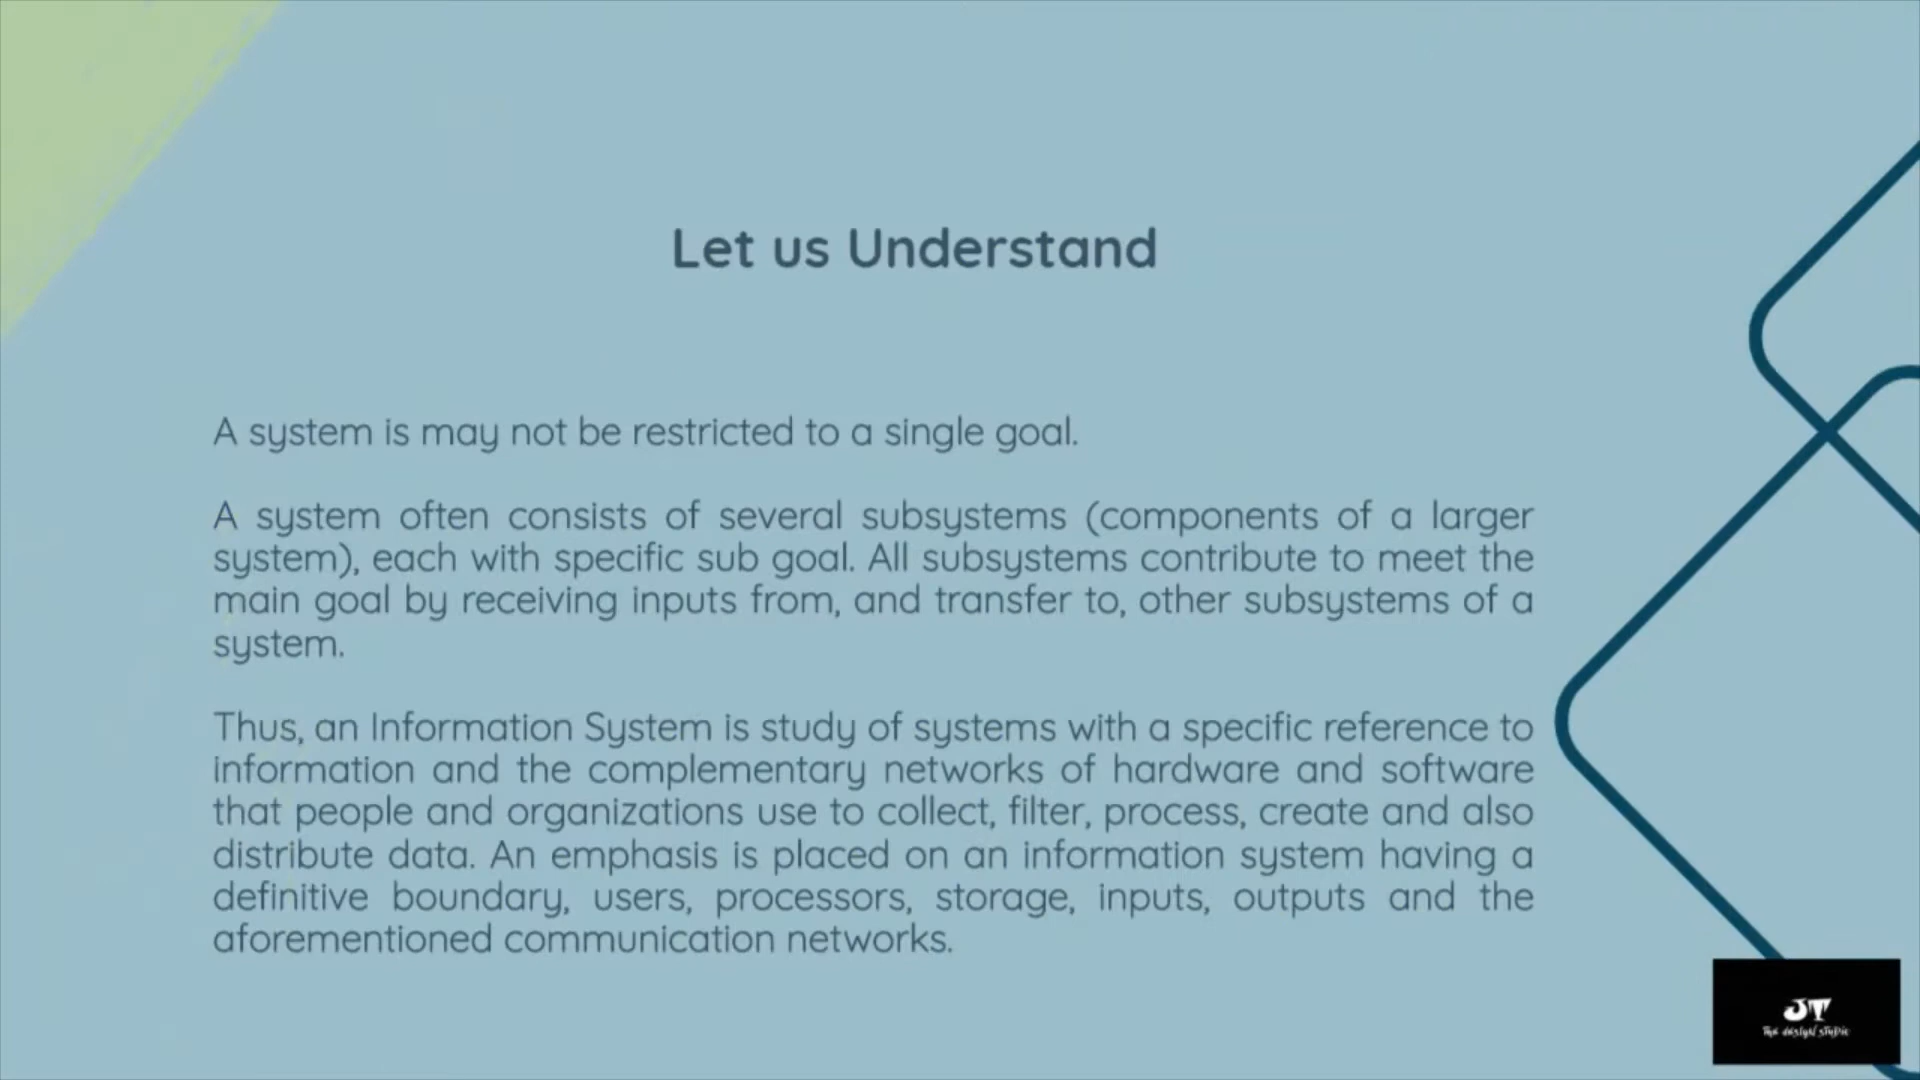 Let us Understand
A system is may not be restricted to a single goal.
A system often consists of several subsystems (components of a larger
system), each with specific sub goal. All subsystems contribute to meet the
main goal by receiving inputs from, and transfer to, other subsystems of a
system.
Thus, an Information System is study of systems with a specific reference to
information and the complementary networks of hardware and software
that people and organizations use to collect, filter, process, create and also
distribute data. An emphasis is placed on an information system having a
definitive boundary, users, processors, storage, inputs, outputs and the
aforementioned communication networks.
JT
The design studio